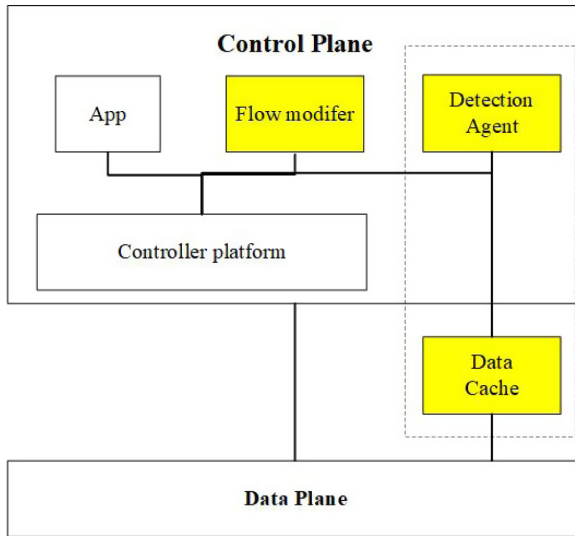 Control Plane
App
Flow modifer
Detection
Agent
Controller platform
Data
Cache
Data Plane